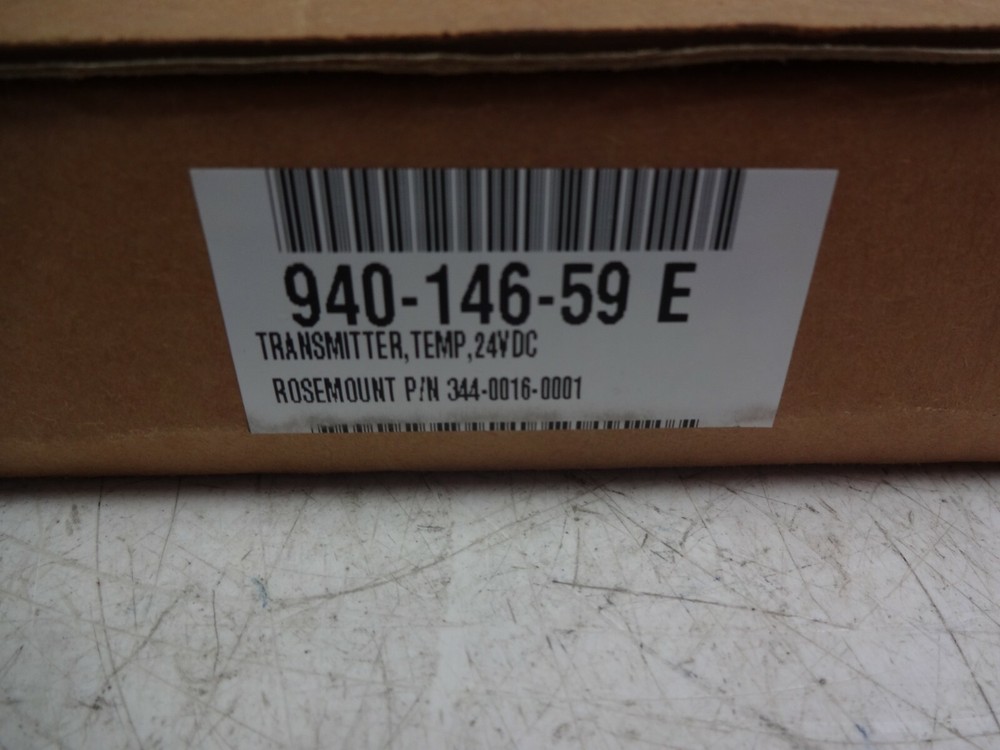 940-146-59 E
TRANSMITTER,TEMP,24VDC
ROSEMOUNT P/N 344-0016-0001